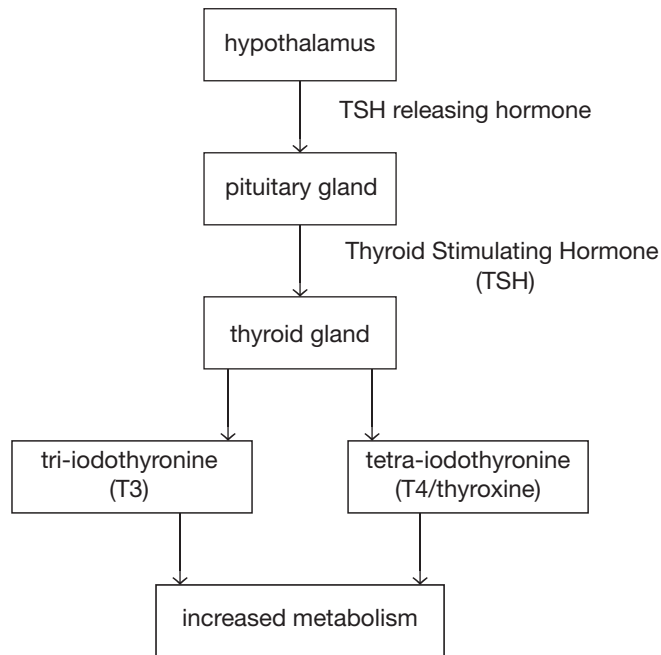 hypothalamus
TSH releasing hormone
pituitary gland
Thyroid Stimulating Hormone
(TSH)
thyroid gland
tri-iodothyronine
(T3)
tetra-iodothyronine
(T4/thyroxine)
increased metabolism